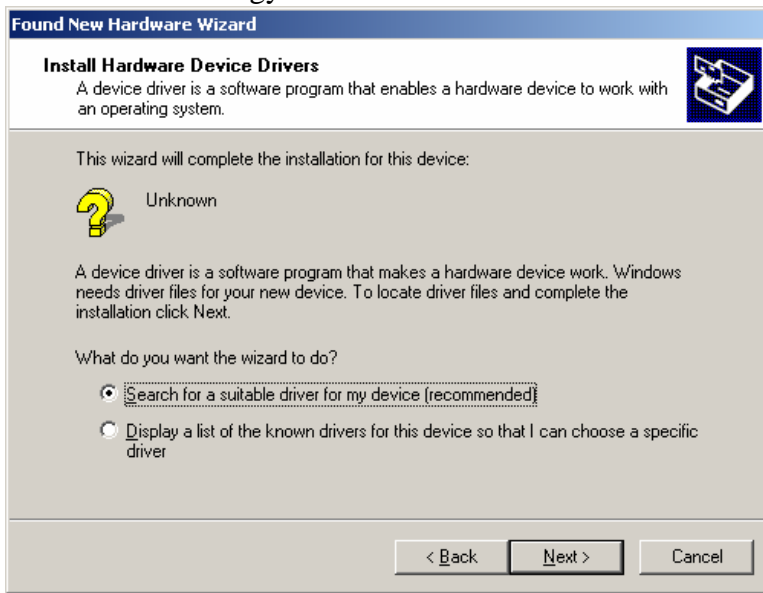 Found New Hardware Wizard
Install Hardware Device Drivers
A device driver is a software program that enables a hardware device to work with
an operating system.
This wizard will complete the installation for this device:
Unknown
A device driver is a software program that makes a hardware device work. Windows
needs driver files for your new device. To locate driver files and complete the
installation click Next.
What do you want the wizard to do?
Search for a suitable driver for my device (recommended)
Display a list of the known drivers for this device so that I can choose a specific
driver
< Back
Next >
Cancel